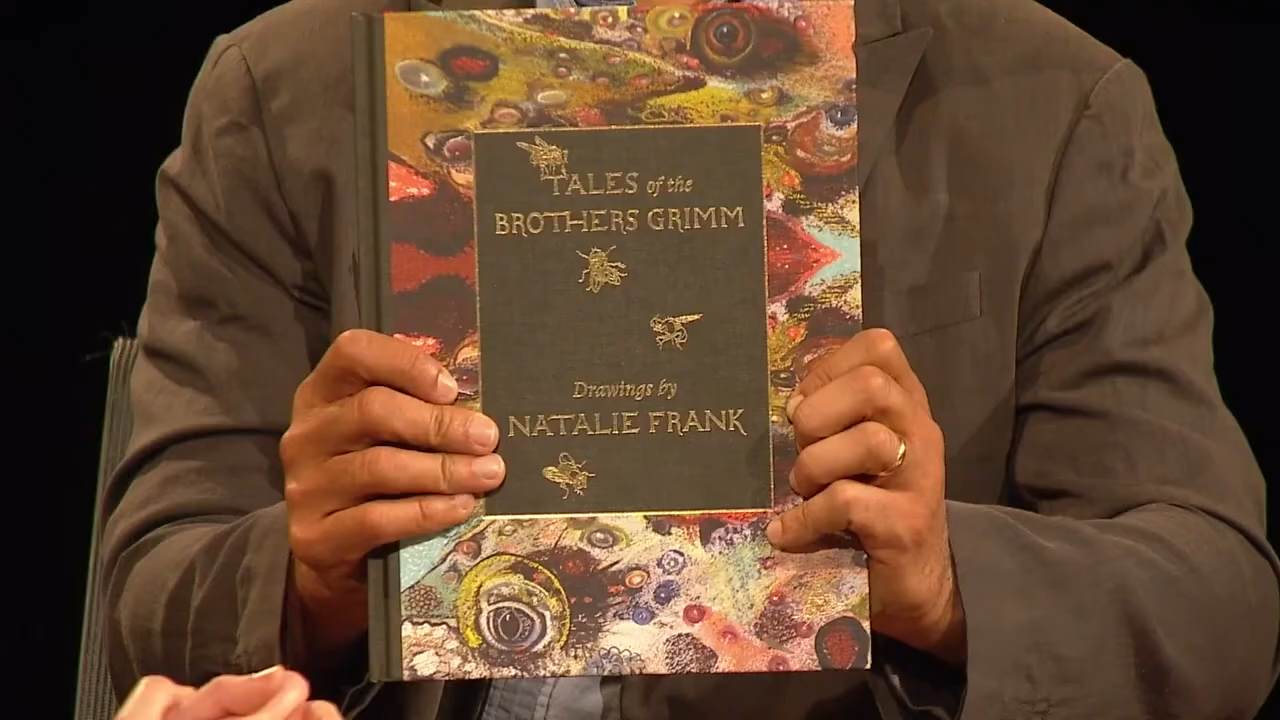 TALES of the
BROTHERS GRIMM
Drawings by
NATALIE FRANK